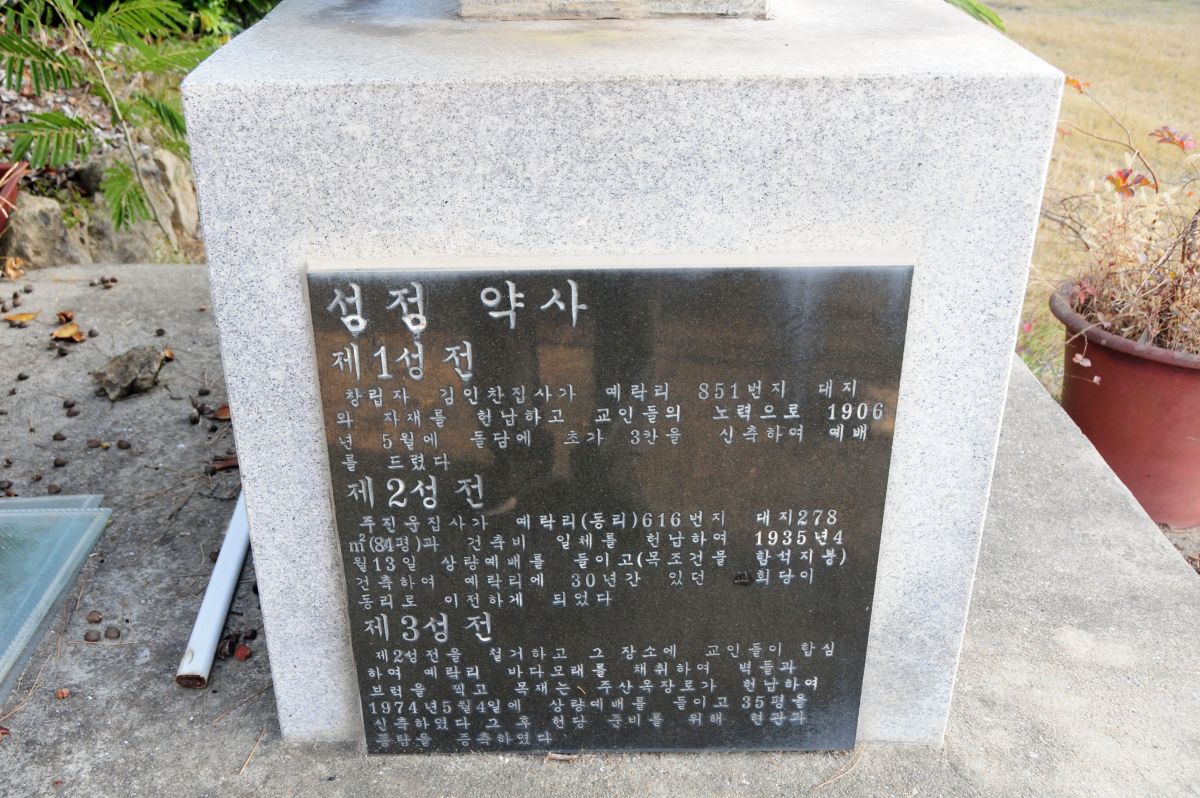 성전 약사
제1성전
창립자 김인찬집사가 예락리 851번지 대지
와 자재를 헌납하고 교인들의 노력으로 1906
년 5월에 돌담에 초가 3칸을 신축하여 예배
를 드렸다
제2성전
주진운집사가 예락리(동리)616번지 대지278
㎡(84평)과 건축비 일체를 헌납하여 1935년4
월13일 상량예배를 들이고(목조건물 함석지붕)
건축하여 예락리에 30년간 있던 교회당이
동리로 이전하게 되었다
제3성전
제2성전을 철거하고 그 장소에 교인들이 합심
하여 예락리 바다모래를 채취하여 벽돌과
브럭을 찍고 목재는 주산옥장로가 헌납하여
1974년5월4일에 상량예배를 들이고 35평을
신축하였다 그 후 헌당 준비를 위해 현관과
종탑을 증축하였다